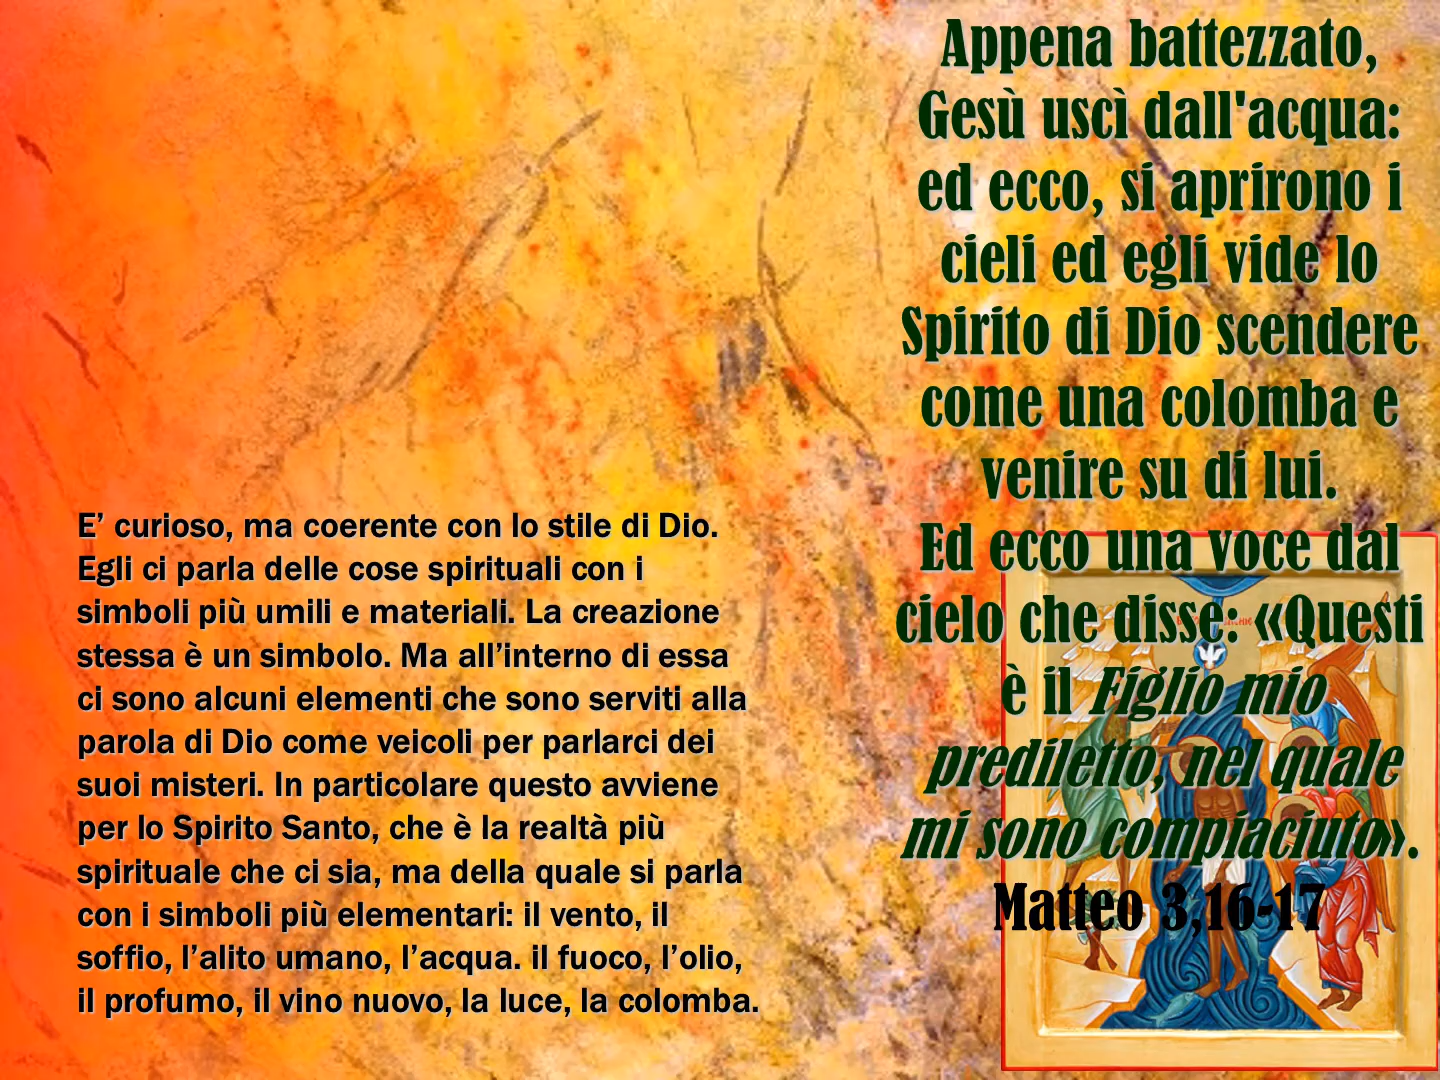 Appena battezzato,
Gesù uscì dall'acqua:
ed ecco, si aprirono i
cieli ed egli vide lo
Spirito di Dio scendere
come una colomba e
venire su di lui.
Ed ecco una voce dal
cielo che disse: «Questi
è il Figlio mio
prediletto, nel quale
mi sono compiaciuto».
Matteo 3,16-17
E’ curioso, ma coerente con lo stile di Dio.
Egli ci parla delle cose spirituali con i
simboli più umili e materiali. La creazione
stessa è un simbolo. Ma all’interno di essa
ci sono alcuni elementi che sono serviti alla
parola di Dio come veicoli per parlarci dei
suoi misteri. In particolare questo avviene
per lo Spirito Santo, che è la realtà più
spirituale che ci sia, ma della quale si parla
con i simboli più elementari: il vento, il
soffio, l’alito umano, l’acqua. il fuoco, l’olio,
il profumo, il vino nuovo, la luce, la colomba.